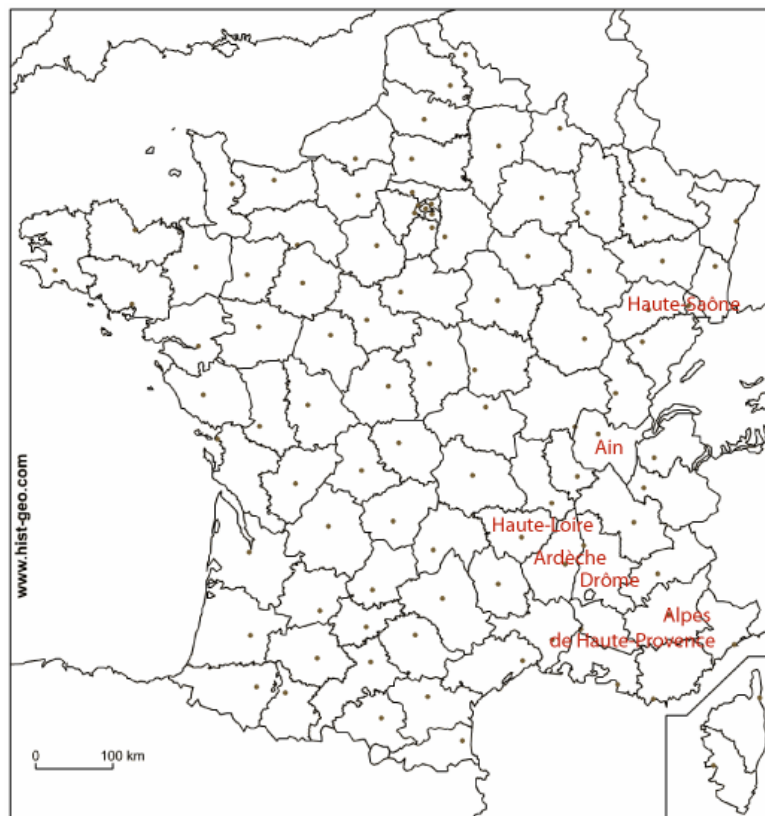 Haute-Saône
Ain
www.hist-geo.com
Haute-Loire
Ardèche
Drôme
Alpes
de Haute-Provence
0 100 km